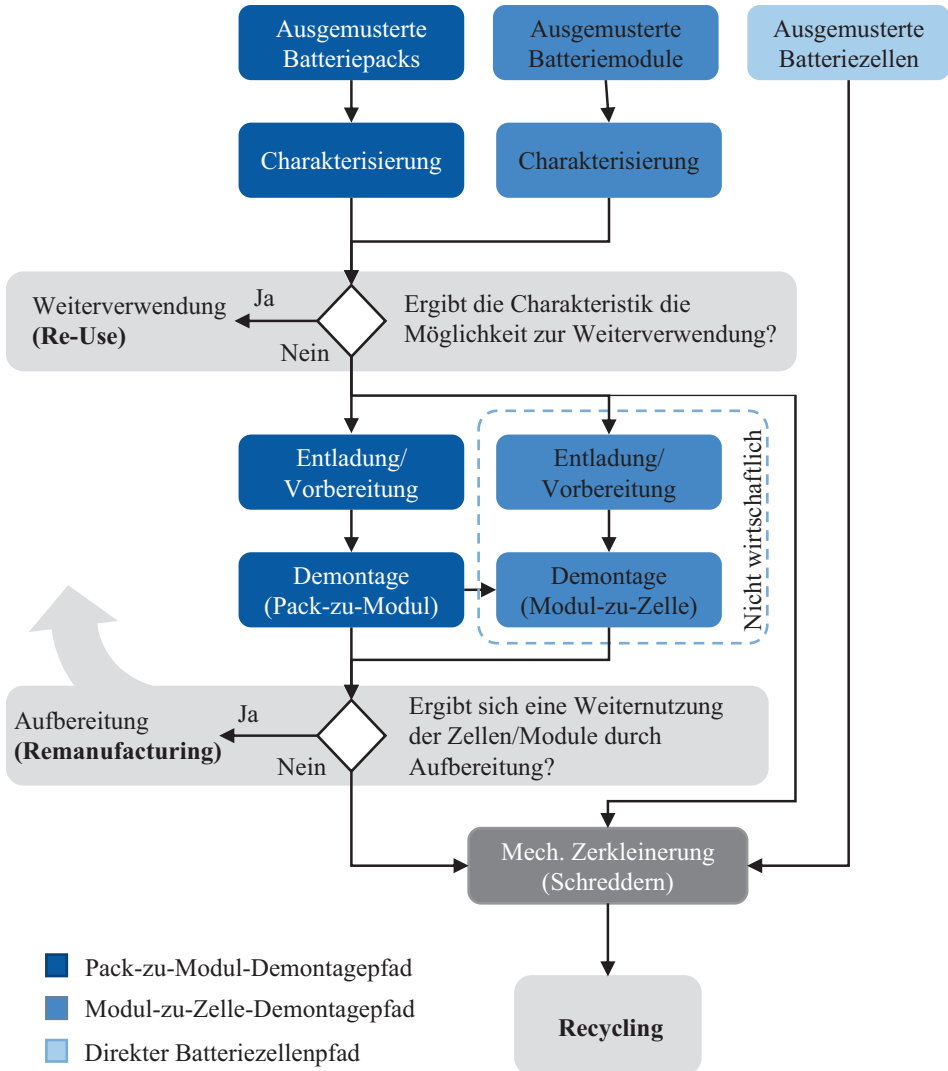 Ausgemusterte
Batteriepacks
Ausgemusterte
Batteriemodule
Ausgemusterte
Batteriezellen
Charakterisierung
Charakterisierung
Weiterverwendung
(Re-Use)
Ja
Nein
Ergibt die Charakteristik die
Möglichkeit zur Weiterverwendung?
Entladung/
Vorbereitung
Entladung/
Vorbereitung
Demontage
(Pack-zu-Modul)
Demontage
(Modul-zu-Zelle)
Nicht wirtschaftlich
Aufbereitung
(Remanufacturing)
Ja
Nein
Ergibt sich eine Weiternutzung
der Zellen/Module durch
Aufbereitung?
Mech. Zerkleinerung
(Schreddern)
Pack-zu-Modul-Demontagepfad
Modul-zu-Zelle-Demontagepfad
Direkter Batteriezellenpfad
Recycling